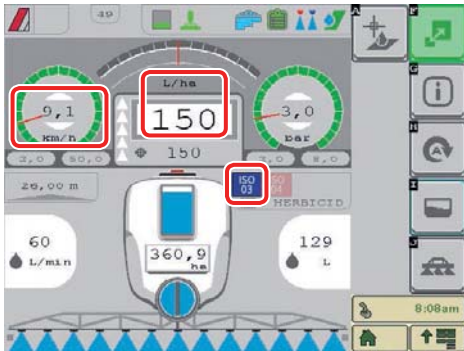 49
L/ha
9,1
km/h
150
3,0
bar
150
2,0
50,0
2,0
8,0
26,00 m
ISO
03
HERBICID
60
L/min
360,9
ha
129
L
8:08am